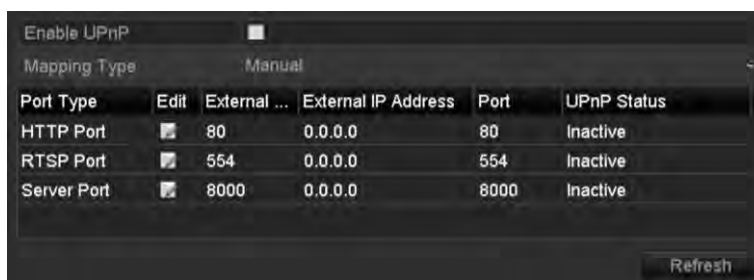 Enable UPnP
Mapping Type Manual
Port Type Edit External ... External IP Address Port UPnP Status
HTTP Port 80 0.0.0.0 80 Inactive
RTSP Port 554 0.0.0.0 554 Inactive
Server Port 8000 0.0.0.0 8000 Inactive
Refresh